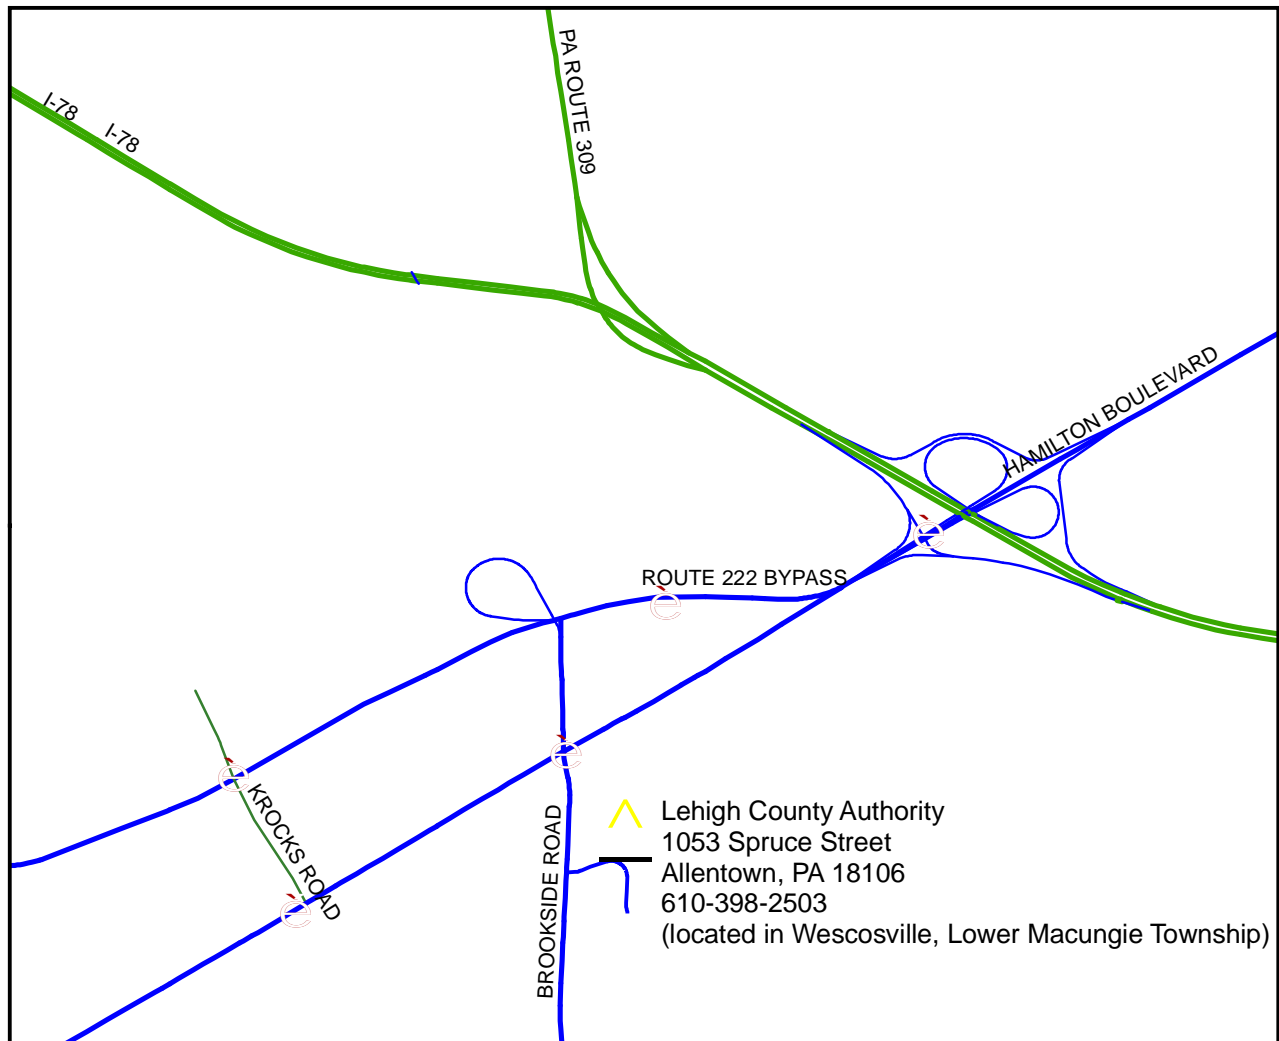 PA ROUTE 309
I-78
I-78
HAMILTON BOULEVARD
ROUTE 222 BYPASS
KROCKS ROAD
BROOKSIDE ROAD
Lehigh County Authority
1053 Spruce Street
Allentown, PA 18106
610-398-2503
(located in Wescosville, Lower Macungie Township)
è
è
è
è
è